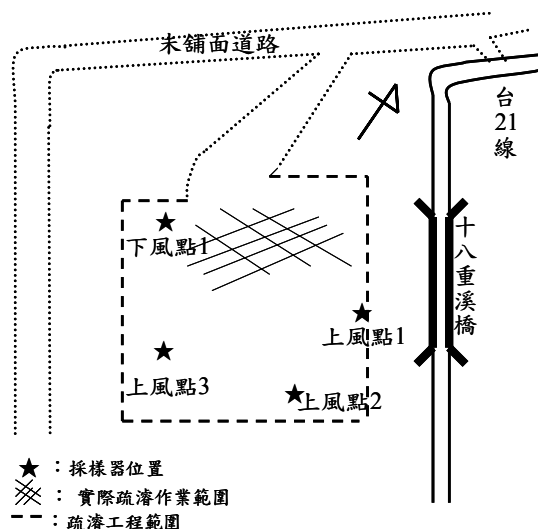 未舖面道路
台21線
下風點1
十八重溪橋
上風點1
上風點3
上風點2
：採樣器位置
：實際疏濬作業範圍
：疏濬工程範圍